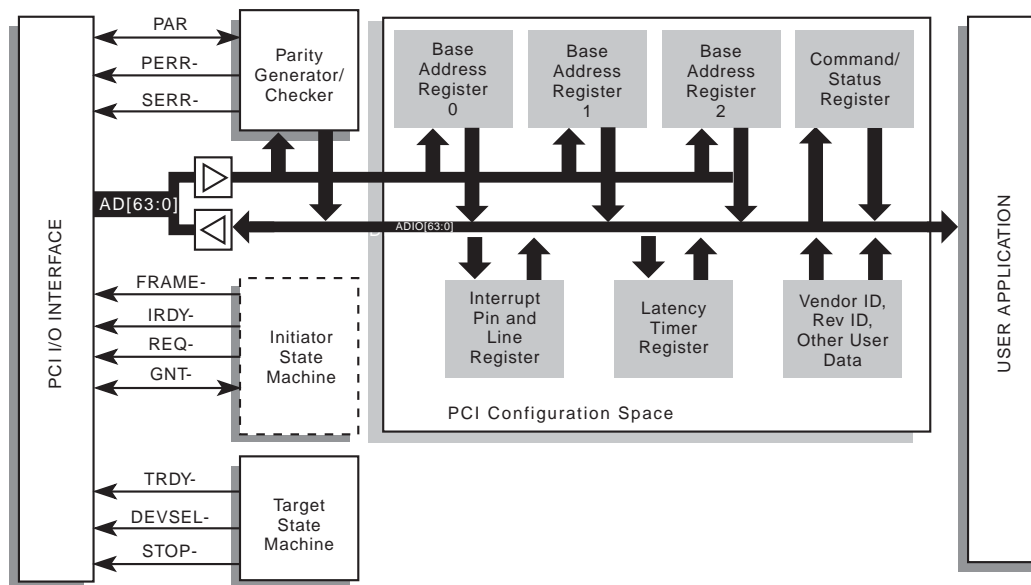 PCI I/O INTERFACE
PAR
PERR-
SERR-
Parity
Generator/
Checker
AD[63:0]
ADIO[63:0]
Base
Address
Register
0
Base
Address
Register
1
Base
Address
Register
2
Command/
Status
Register
Interrupt
Pin and
Line
Register
Latency
Timer
Register
Vendor ID,
Rev ID,
Other User
Data
PCI Configuration Space
FRAME-
IRDY-
REQ-
GNT-
Initiator
State
Machine
TRDY-
DEVSEL-
STOP-
Target
State
Machine
USER APPLICATION